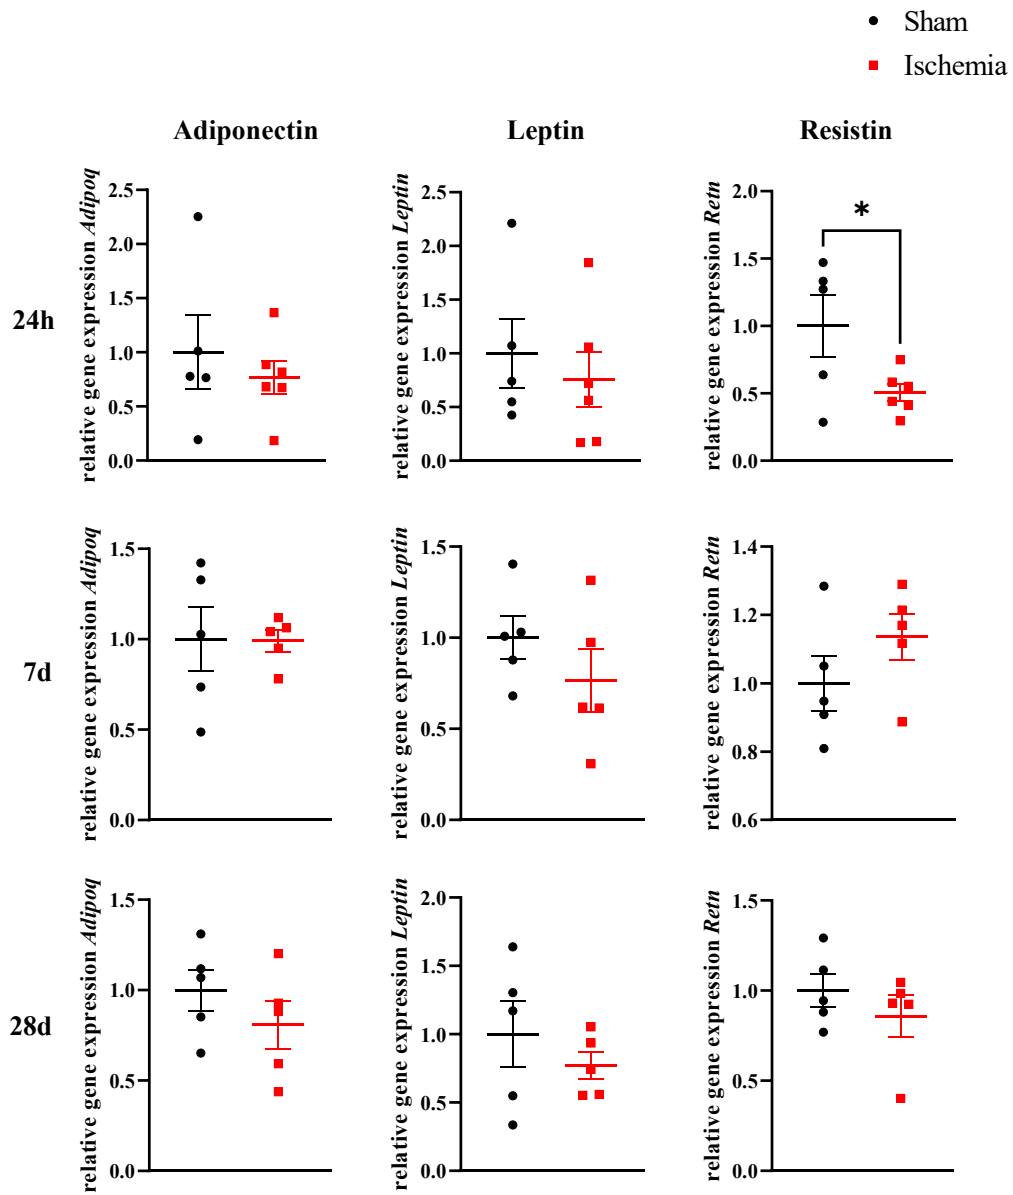 Sham
Ischemia
Adiponectin
Leptin
Resistin
24h
relative gene expression Adipoq
2.5
2.0
1.5
1.0
0.5
0.0
relative gene expression Leptin
2.5
2.0
1.5
1.0
0.5
0.0
relative gene expression Retn
2.0
1.5
1.0
0.5
0.0
*
7d
relative gene expression Adipoq
1.5
1.0
0.5
0.0
relative gene expression Leptin
1.5
1.0
0.5
0.0
relative gene expression Retn
1.4
1.2
1.0
0.8
0.6
28d
relative gene expression Adipoq
1.5
1.0
0.5
0.0
relative gene expression Leptin
2.0
1.5
1.0
0.5
0.0
relative gene expression Retn
1.5
1.0
0.5
0.0